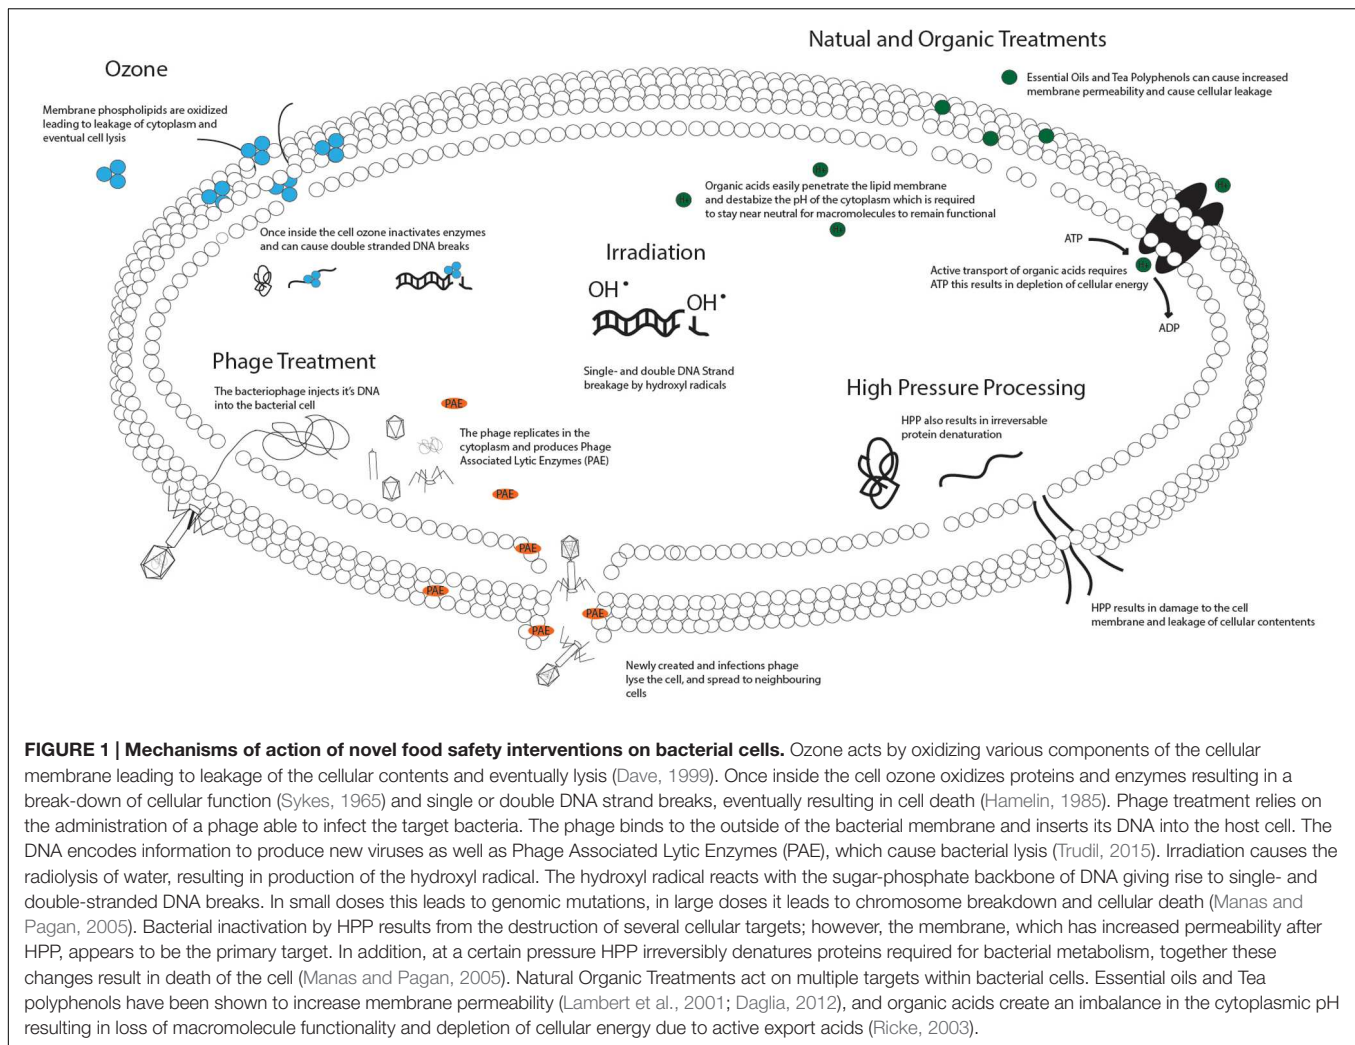 Natual and Organic Treatments
Ozone
Essential Oils and Tea Polyphenols can cause increased
membrane permeability and cause cellular leakage
Membrane phospholipids are oxidized
leading to leakage of cytoplasm and
eventual cell lysis
H+
H+
Organic acids easily penetrate the lipid membrane
and destabize the pH of the cytoplasm which is required
to stay near neutral for macromolecules to remain functional
H+
H+
Once inside the cell ozone inactivates enzymes
and can cause double stranded DNA breaks
Irradiation
OH•
OH•
Single- and double DNA Strand
breakage by hydroxyl radicals
ATP
H+
Active transport of organic acids requires
ATP this results in depletion of cellular energy
ADP
Phage Treatment
The bacteriophage injects it's DNA
into the bacterial cell
PAE
The phage replicates in the
cytoplasm and produces Phage
Associated Lytic Enzymes (PAE)
PAE
PAE
PAE
PAE
PAE
High Pressure Processing
HPP also results in irreversable
protein denaturation
HPP results in damage to the cell
membrane and leakage of cellular contentents
Newly created and infections phage
lyse the cell, and spread to neighbouring
cells
FIGURE 1 | Mechanisms of action of novel food safety interventions on bacterial cells. Ozone acts by oxidizing various components of the cellular
membrane leading to leakage of the cellular contents and eventually lysis (Dave, 1999). Once inside the cell ozone oxidizes proteins and enzymes resulting in a
break-down of cellular function (Sykes, 1965) and single or double DNA strand breaks, eventually resulting in cell death (Hamelin, 1985). Phage treatment relies on
the administration of a phage able to infect the target bacteria. The phage binds to the outside of the bacterial membrane and inserts its DNA into the host cell. The
DNA encodes information to produce new viruses as well as Phage Associated Lytic Enzymes (PAE), which cause bacterial lysis (Trudil, 2015). Irradiation causes the
radiolysis of water, resulting in production of the hydroxyl radical. The hydroxyl radical reacts with the sugar-phosphate backbone of DNA giving rise to single- and
double-stranded DNA breaks. In small doses this leads to genomic mutations, in large doses it leads to chromosome breakdown and cellular death (Manas and
Pagan, 2005). Bacterial inactivation by HPP results from the destruction of several cellular targets; however, the membrane, which has increased permeability after
HPP, appears to be the primary target. In addition, at a certain pressure HPP irreversibly denatures proteins required for bacterial metabolism, together these
changes result in death of the cell (Manas and Pagan, 2005). Natural Organic Treatments act on multiple targets within bacterial cells. Essential oils and Tea
polyphenols have been shown to increase membrane permeability (Lambert et al., 2001; Daglia, 2012), and organic acids create an imbalance in the cytoplasmic pH
resulting in loss of macromolecule functionality and depletion of cellular energy due to active export acids (Ricke, 2003).